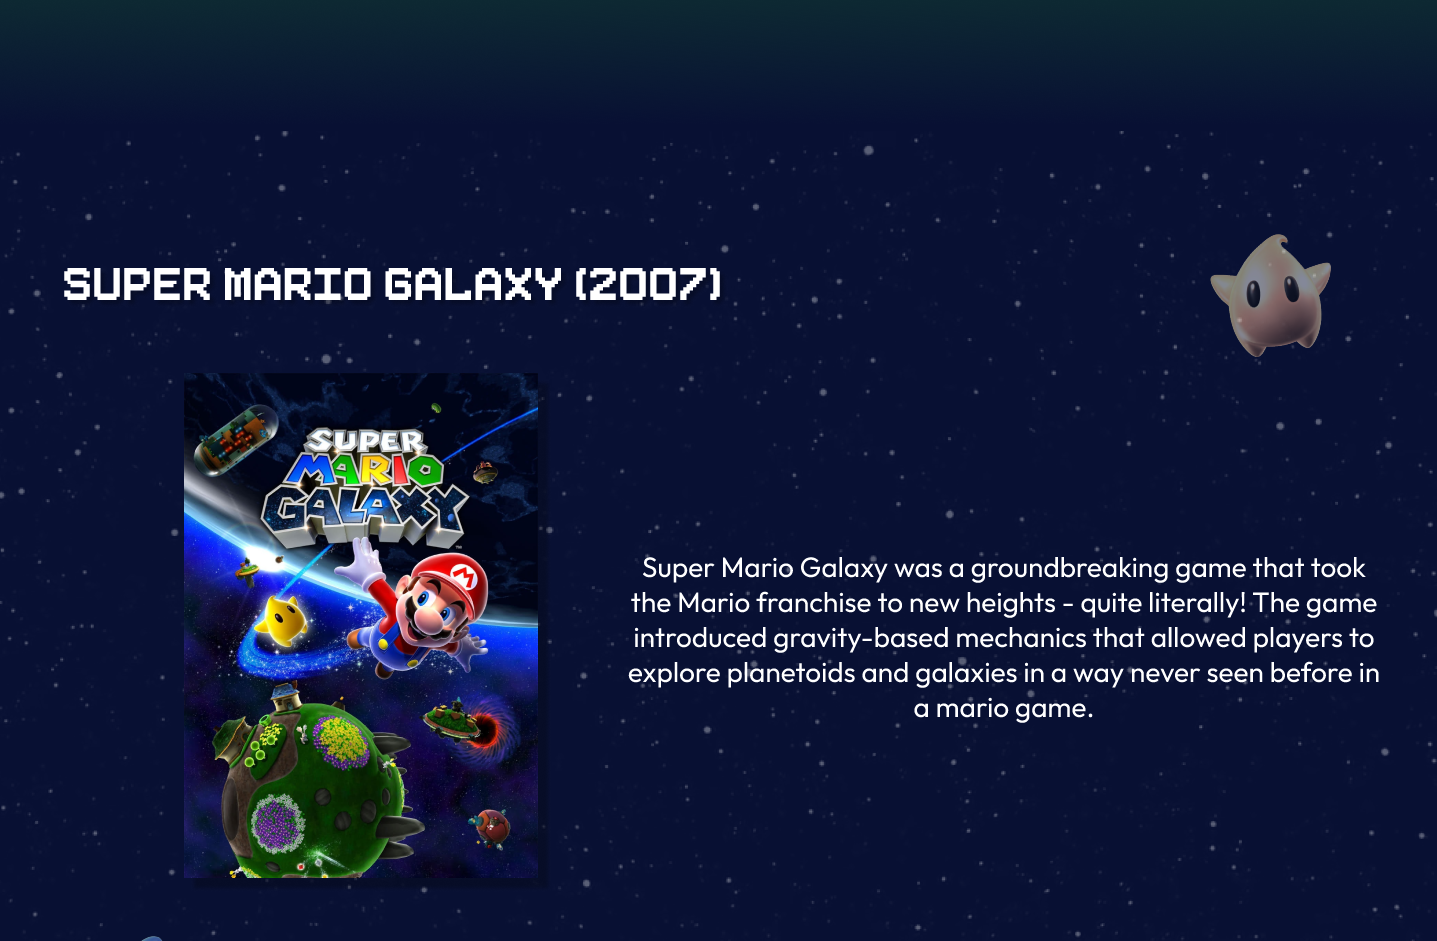 SUPER MARIO GALAXY (2007)
SUPER
MARIO
GALAXY
TM
M
Super Mario Galaxy was a groundbreaking game that took
the Mario franchise to new heights - quite literally! The game
introduced gravity-based mechanics that allowed players to
explore planetoids and galaxies in a way never seen before in
a mario game.